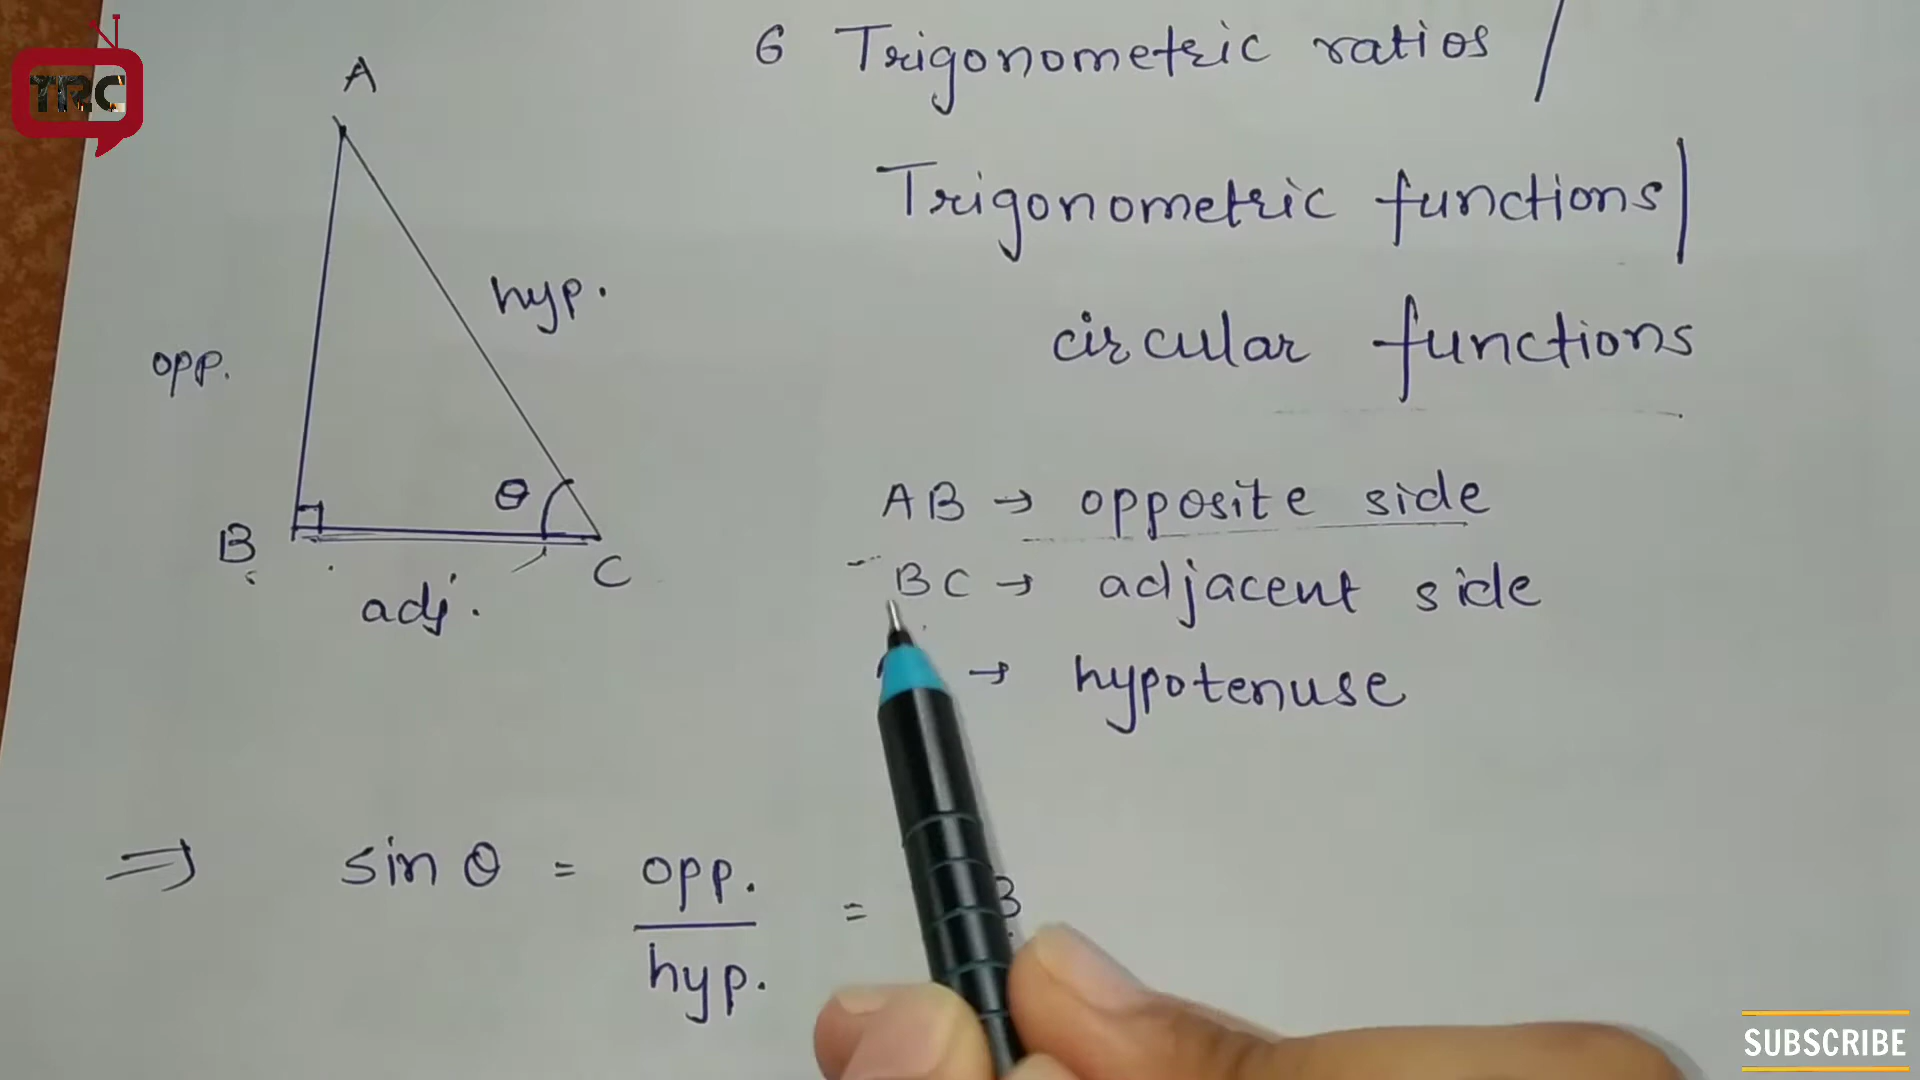 TRC
6 Trigonometric ratios /
Trigonometric functions |
circular functions
A
hyp.
opp.
θ
B
C
adj.
AB → opposite side
BC → adjacent side
→ hypotenuse
⇒ sin θ = opp. / hyp. = B
SUBSCRIBE